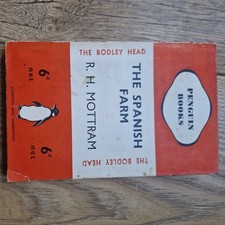 PENGUIN
BOOKS
THE BODLEY HEAD
THE SPANISH
FARM
R. H. MOTTRAM
THE BODLEY HEAD
6ᴰ
net
6ᴰ
net